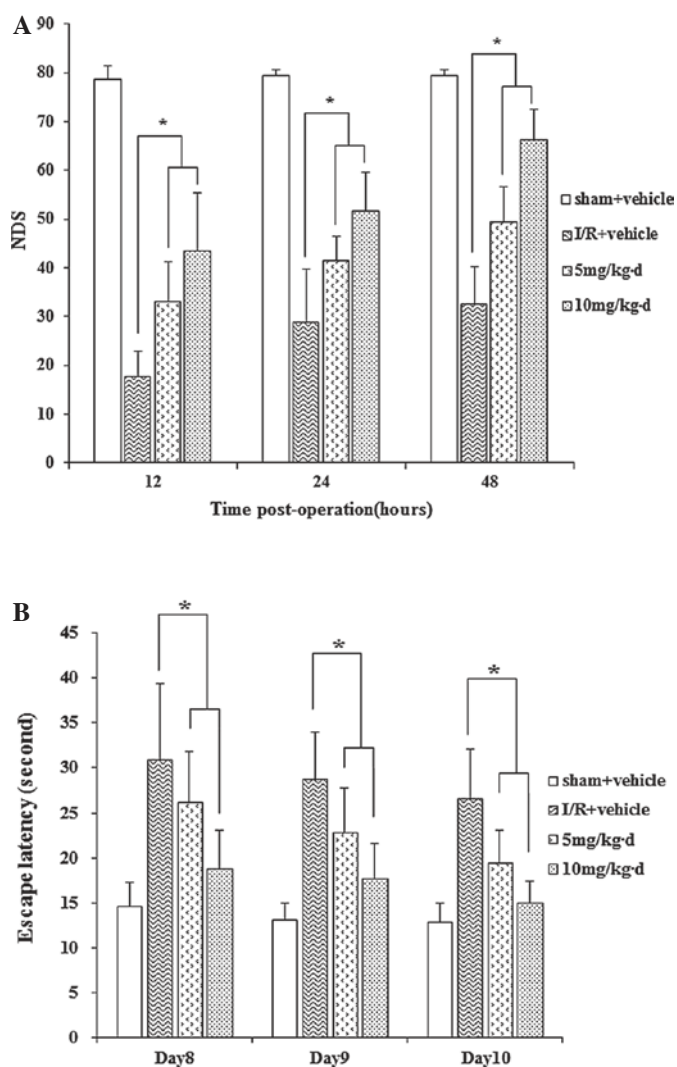 A
90
80
70
60
50
40
30
20
10
0
NDS
*
*
*
12
24
48
Time post-operation(hours)
sham+vehicle
I/R+vehicle
5mg/kg·d
10mg/kg·d
B
45
40
35
30
25
20
15
10
5
0
Escape latency (second)
*
*
*
Day8
Day9
Day10
sham+vehicle
I/R+vehicle
5mg/kg·d
10mg/kg·d